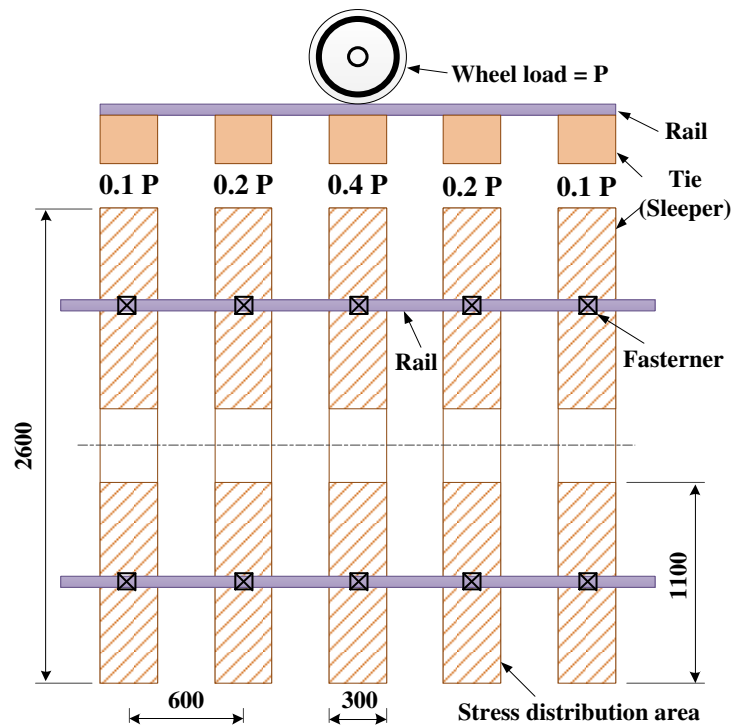 Wheel load = P
Rail
0.1 P 0.2 P 0.4 P 0.2 P 0.1 P
Tie
(Sleeper)
Rail
Fasterner
2600
1100
600
300
Stress distribution area